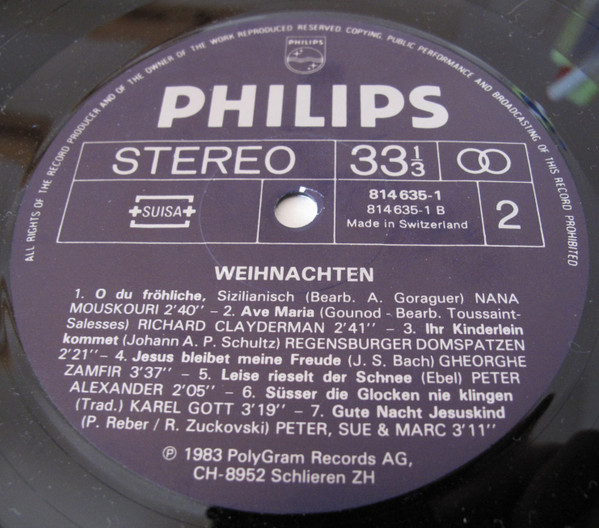 ALL RIGHTS OF THE RECORD PRODUCER AND OF THE OWNER OF THE WORK REPRODUCED RESERVED COPYING, PUBLIC PERFORMANCE AND BROADCASTING OF THIS RECORD PROHIBITED
PHILIPS
PHILIPS
STEREO 33 1/3
SUISA 814 635-1 2
814 635-1 B
Made in Switzerland
WEIHNACHTEN
1. O du fröhliche, Sizilianisch (Bearb. A. Goraguer) NANA
MOUSKOURI 2'40'' – 2. Ave Maria (Gounod - Bearb. Toussaint-
Salesses) RICHARD CLAYDERMAN 2'41'' – 3. Ihr Kinderlein
kommet (Johann A. P. Schultz) REGENSBURGER DOMSPATZEN
2'21'' – 4. Jesus bleibet meine Freude (J. S. Bach) GHEORGHE
ZAMFIR 3'37'' – 5. Leise rieselt der Schnee (Ebel) PETER
ALEXANDER 2'05'' – 6. Süsser die Glocken nie klingen
(Trad.) KAREL GOTT 3'19'' – 7. Gute Nacht Jesuskind
(P. Reber / R. Zuckovski) PETER, SUE & MARC 3'11''
℗ 1983 PolyGram Records AG,
CH-8952 Schlieren ZH